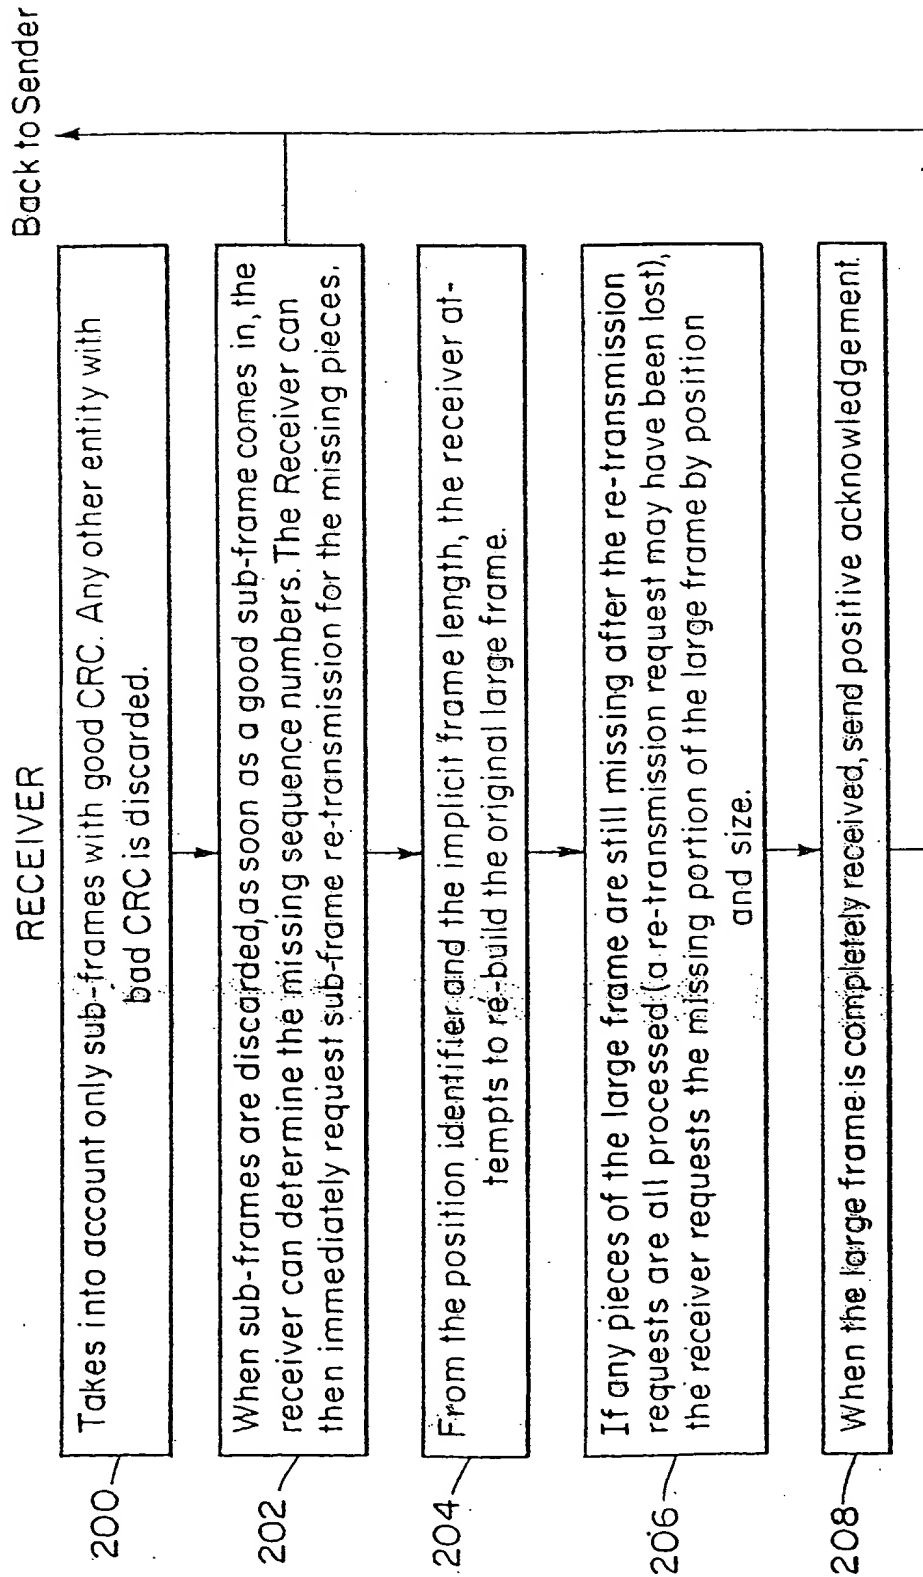 RECEIVER
Back to Sender
200
Takes into account only sub-frames with good CRC. Any other entity with
bad CRC is discarded.
202
When sub-frames are discarded, as soon as a good sub-frame comes in, the
receiver can determine the missing sequence numbers. The Receiver can
then immediately request sub-frame re-transmission for the missing pieces.
204
From the position identifier and the implicit frame length, the receiver at-
tempts to re-build the original large frame.
206
If any pieces of the large frame are still missing after the re-transmission
requests are all processed (a re-transmission request may have been lost),
the receiver requests the missing portion of the large frame by position
and size.
208
When the large frame is completely received, send positive acknowledgement.